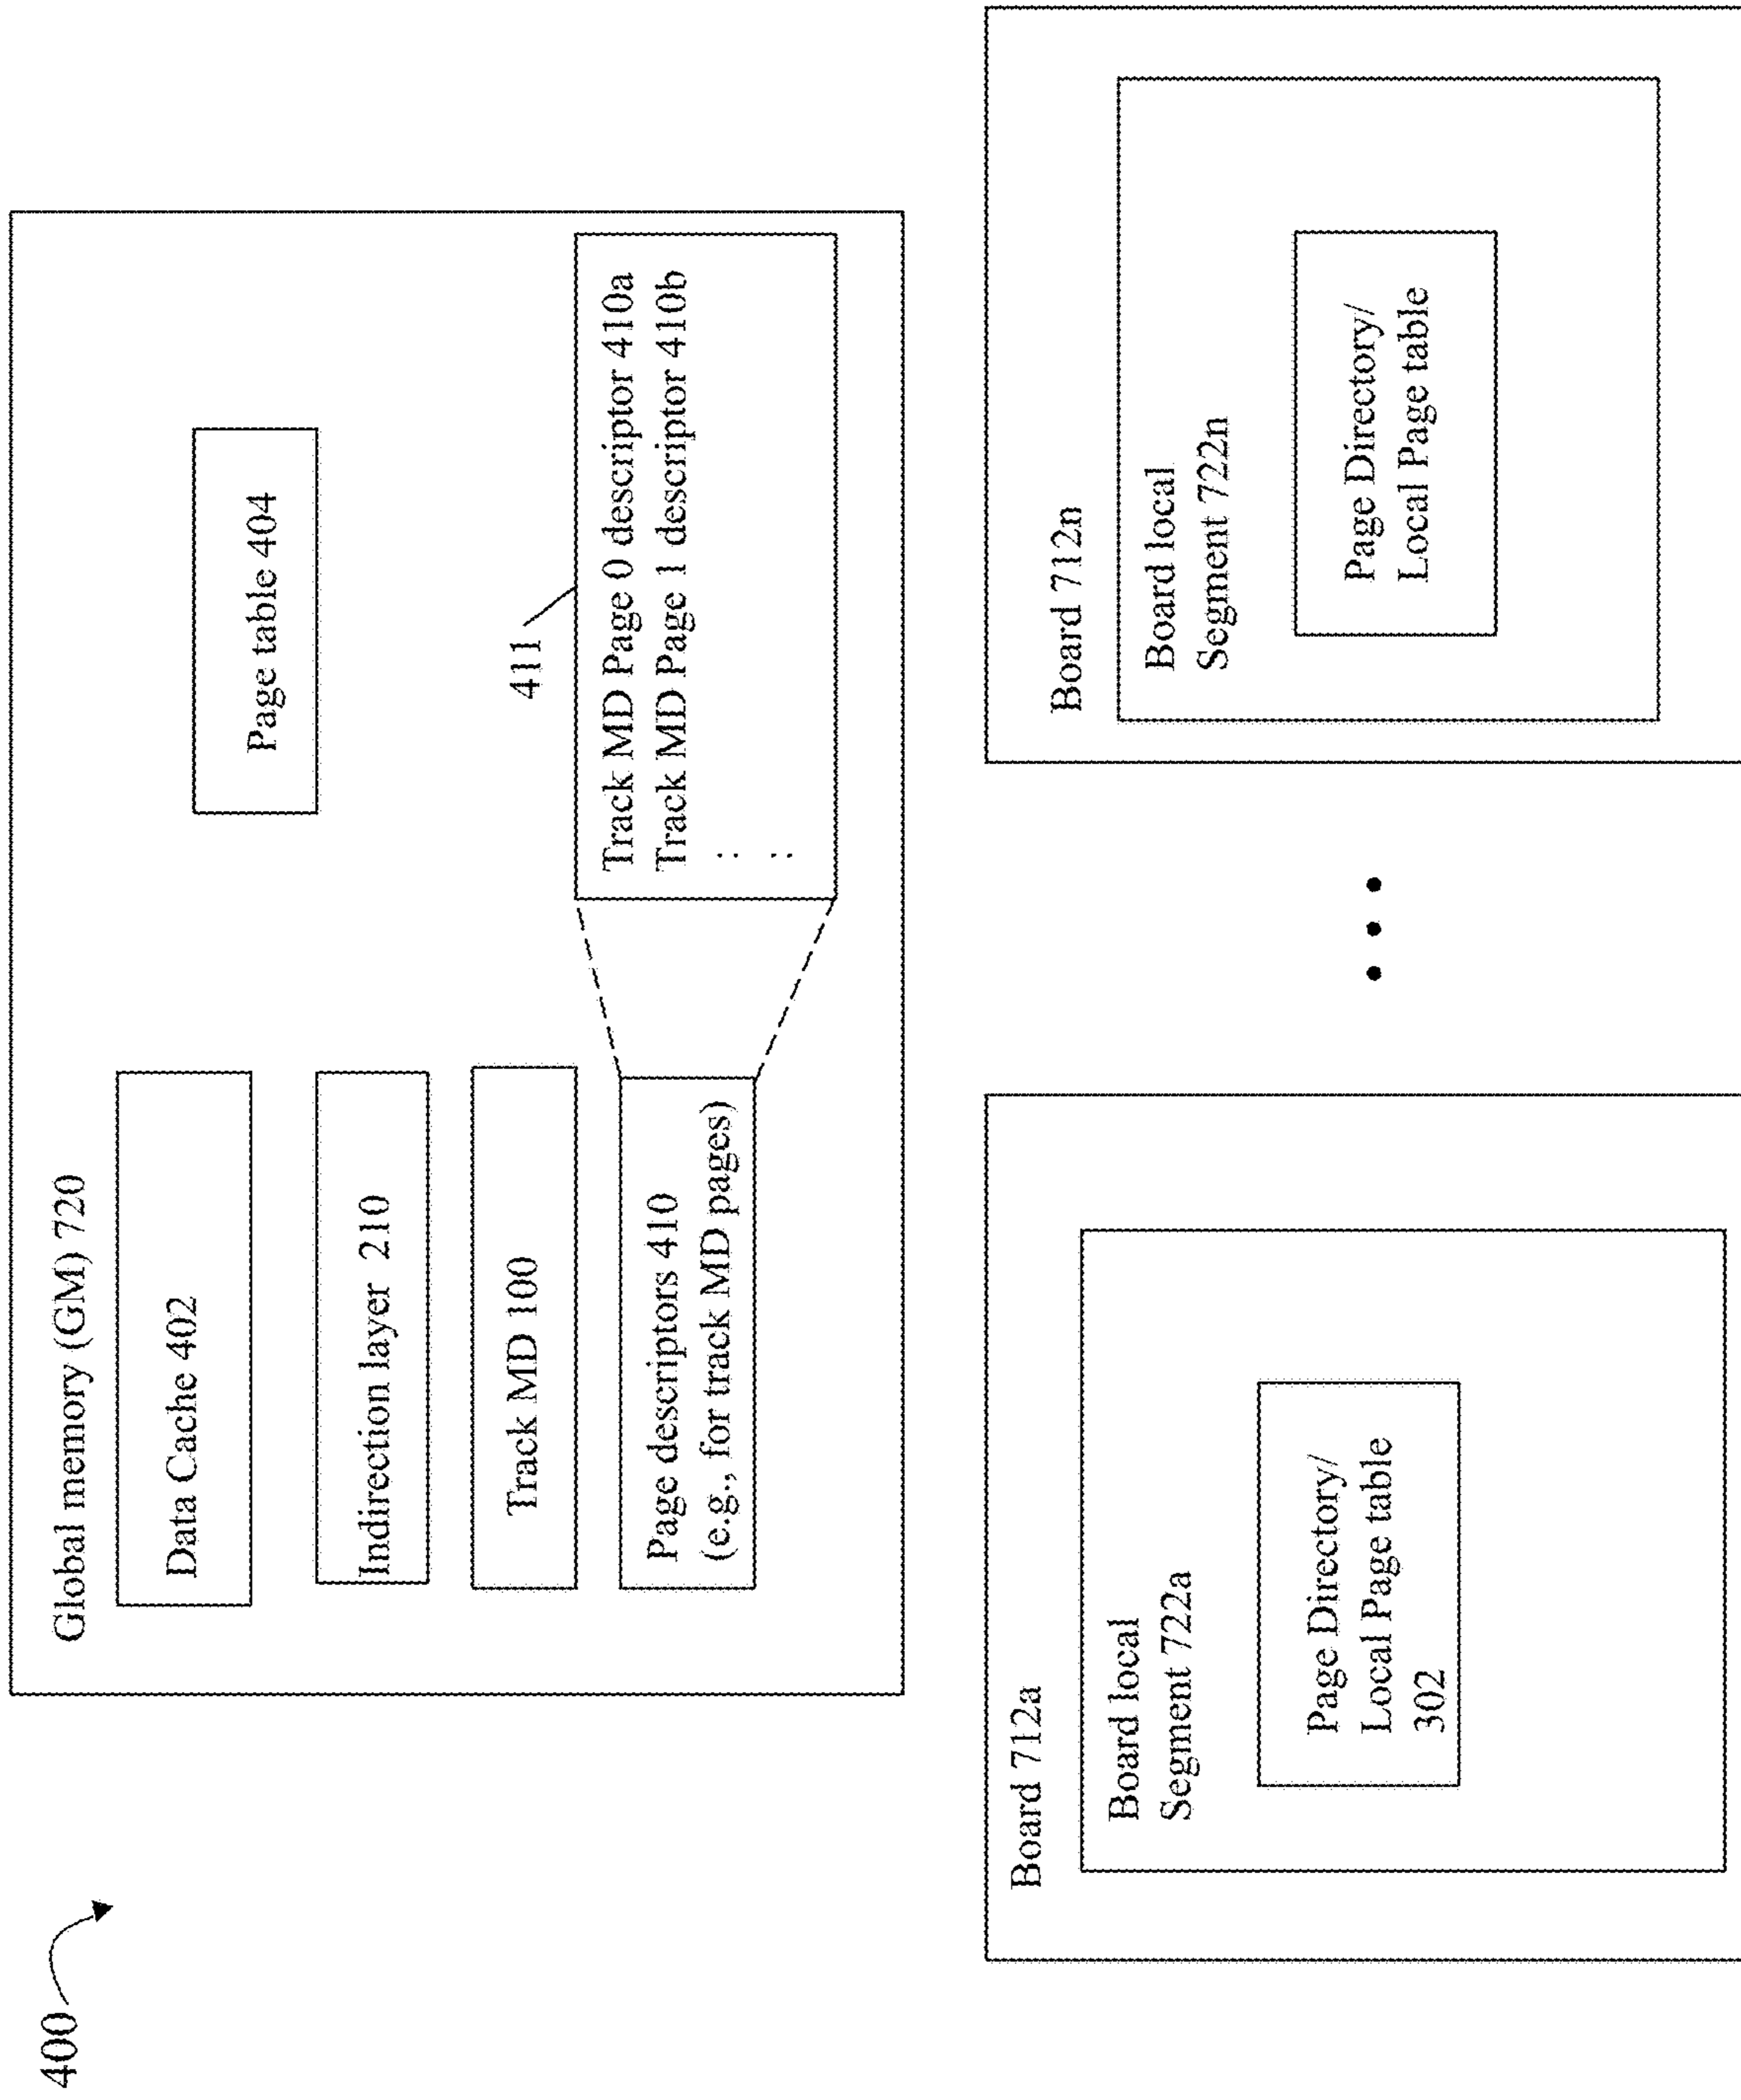 400
Global memory (GM) 720
Data Cache 402
Page table 404
Indirection layer 210
Track MD 100
411
Page descriptors 410
(e.g., for track MD pages)
Track MD Page 0 descriptor 410a
Track MD Page 1 descriptor 410b
: :
Board 712a
Board local
Segment 722a
Page Directory/
Local Page table
302
• • •
Board 712n
Board local
Segment 722n
Page Directory/
Local Page table